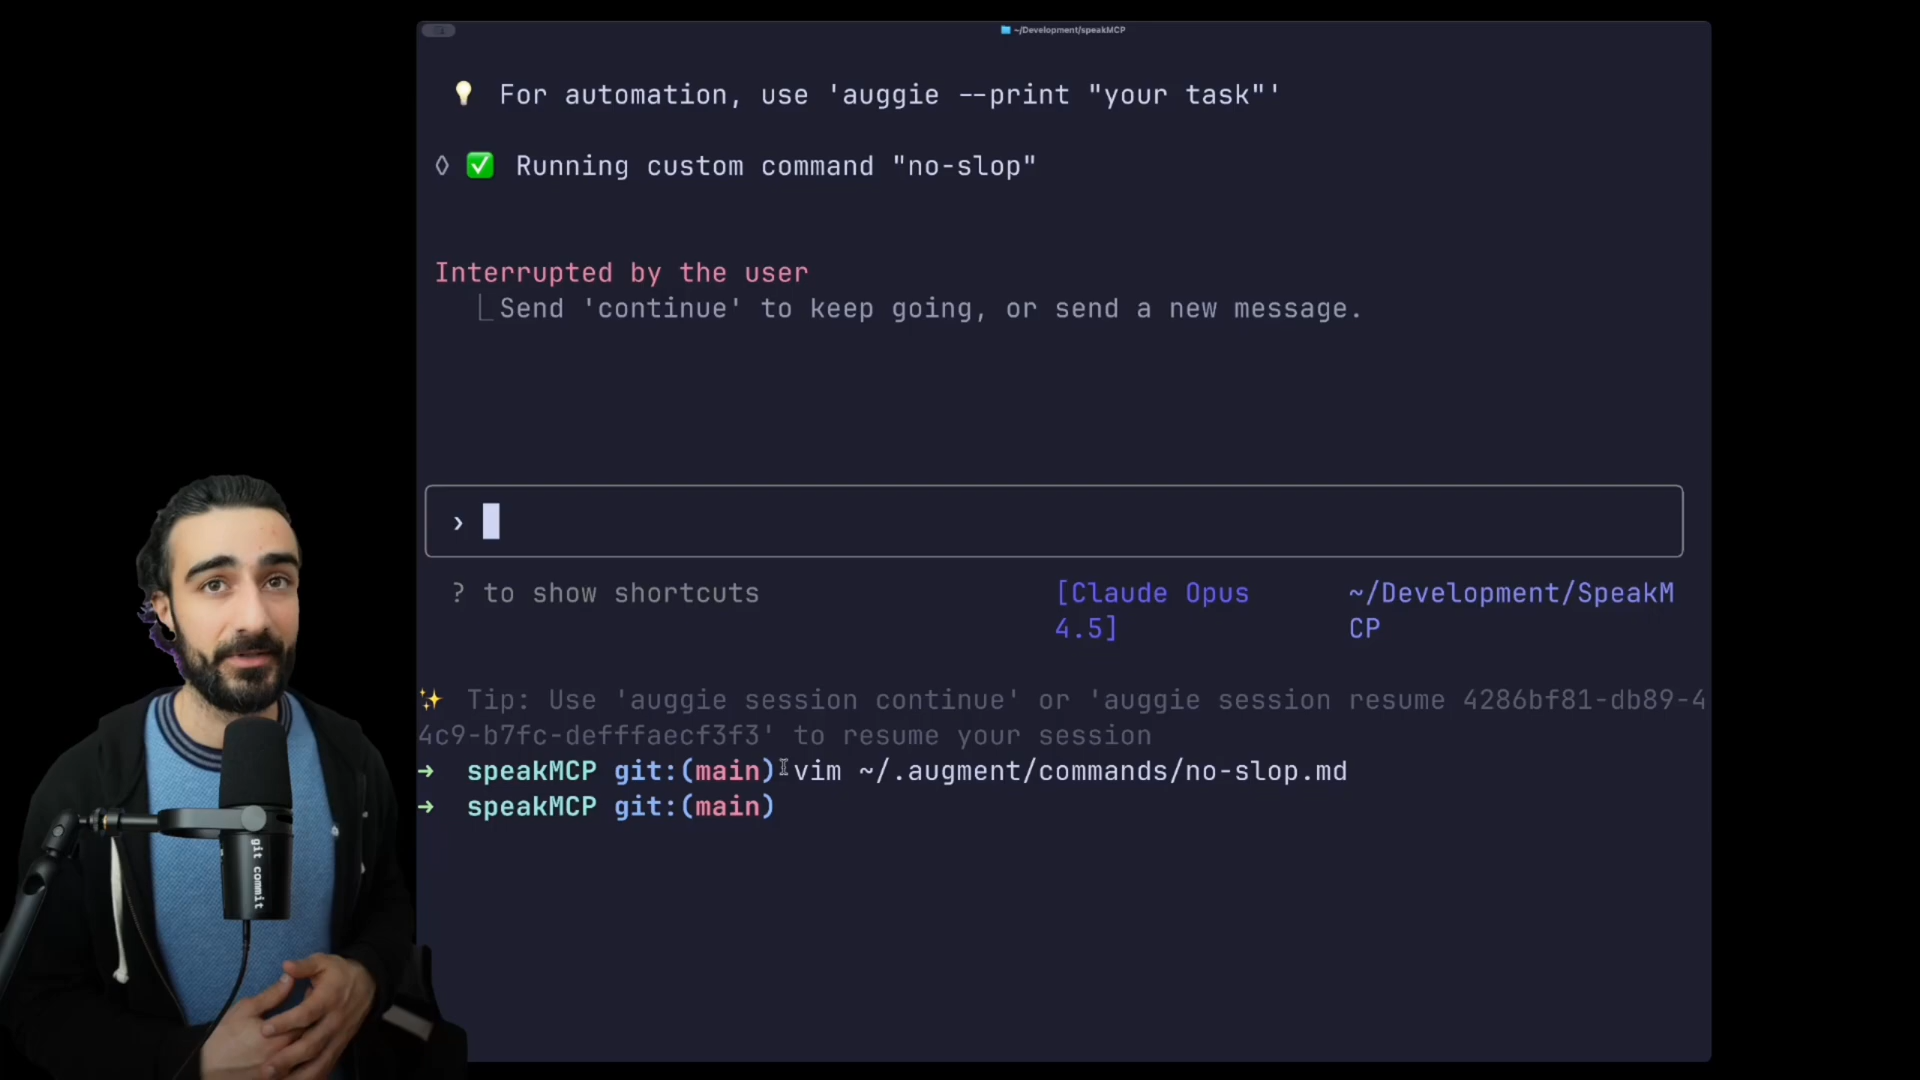 ~/Development/speakMCP
For automation, use 'auggie --print "your task"'
Running custom command "no-slop"
Interrupted by the user
Send 'continue' to keep going, or send a new message.
›
? to show shortcuts [Claude Opus 4.5] ~/Development/SpeakMCP
Tip: Use 'auggie session continue' or 'auggie session resume 4286bf81-db89-4
4c9-b7fc-defffaecf3f3' to resume your session
→ speakMCP git:(main) vim ~/.augment/commands/no-slop.md
→ speakMCP git:(main)
git commit